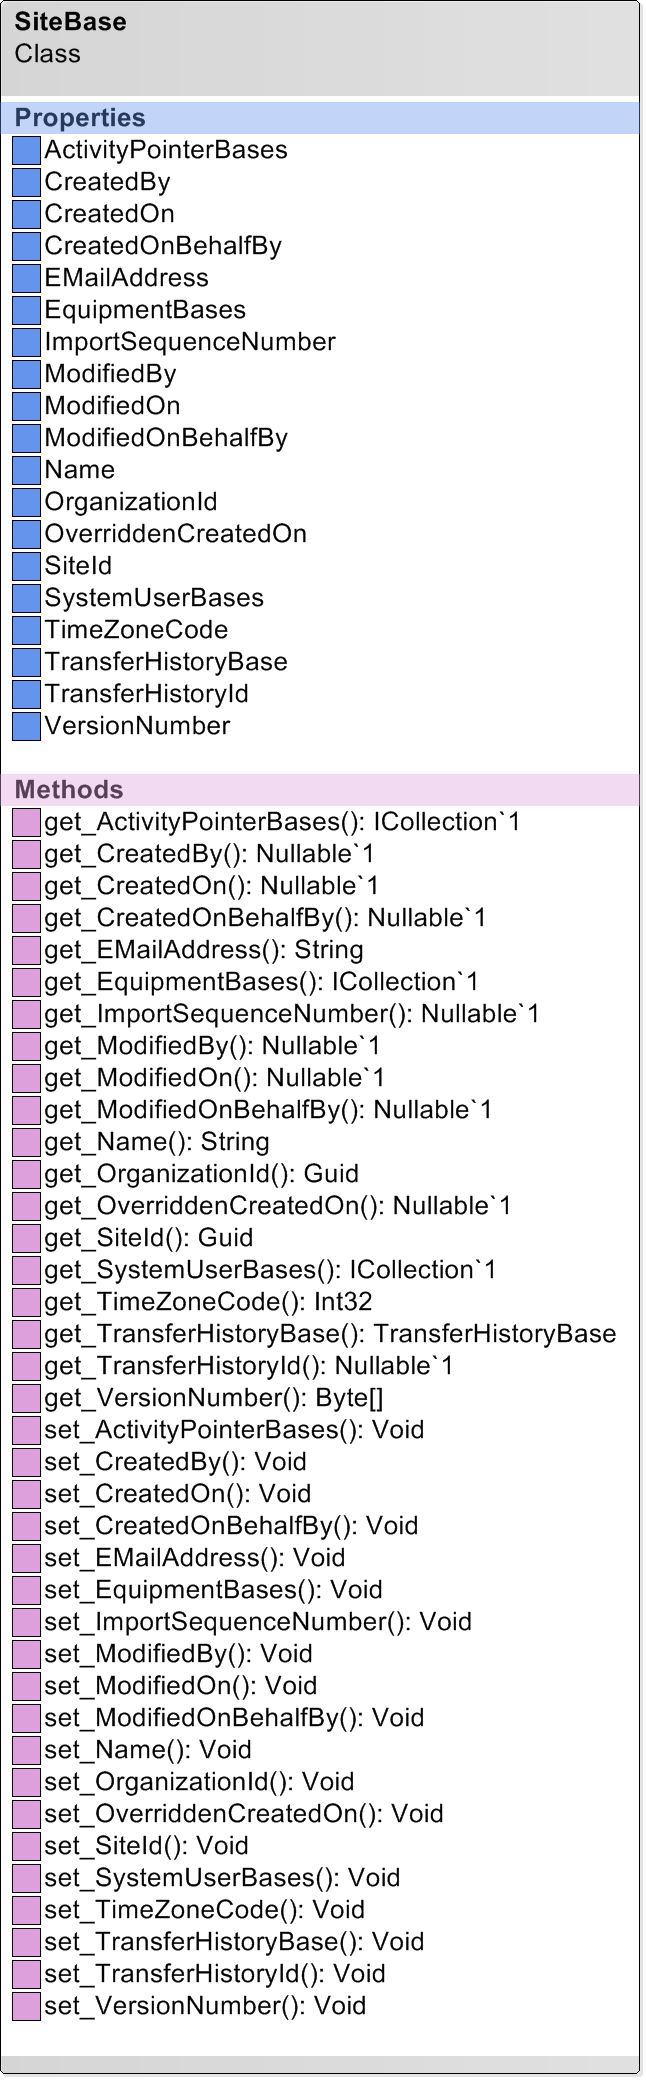 SiteBase
Class
Properties
ActivityPointerBases
CreatedBy
CreatedOn
CreatedOnBehalfBy
EMailAddress
EquipmentBases
ImportSequenceNumber
ModifiedBy
ModifiedOn
ModifiedOnBehalfBy
Name
OrganizationId
OverriddenCreatedOn
SiteId
SystemUserBases
TimeZoneCode
TransferHistoryBase
TransferHistoryId
VersionNumber
Methods
get_ActivityPointerBases(): ICollection`1
get_CreatedBy(): Nullable`1
get_CreatedOn(): Nullable`1
get_CreatedOnBehalfBy(): Nullable`1
get_EMailAddress(): String
get_EquipmentBases(): ICollection`1
get_ImportSequenceNumber(): Nullable`1
get_ModifiedBy(): Nullable`1
get_ModifiedOn(): Nullable`1
get_ModifiedOnBehalfBy(): Nullable`1
get_Name(): String
get_OrganizationId(): Guid
get_OverriddenCreatedOn(): Nullable`1
get_SiteId(): Guid
get_SystemUserBases(): ICollection`1
get_TimeZoneCode(): Int32
get_TransferHistoryBase(): TransferHistoryBase
get_TransferHistoryId(): Nullable`1
get_VersionNumber(): Byte[]
set_ActivityPointerBases(): Void
set_CreatedBy(): Void
set_CreatedOn(): Void
set_CreatedOnBehalfBy(): Void
set_EMailAddress(): Void
set_EquipmentBases(): Void
set_ImportSequenceNumber(): Void
set_ModifiedBy(): Void
set_ModifiedOn(): Void
set_ModifiedOnBehalfBy(): Void
set_Name(): Void
set_OrganizationId(): Void
set_OverriddenCreatedOn(): Void
set_SiteId(): Void
set_SystemUserBases(): Void
set_TimeZoneCode(): Void
set_TransferHistoryBase(): Void
set_TransferHistoryId(): Void
set_VersionNumber(): Void